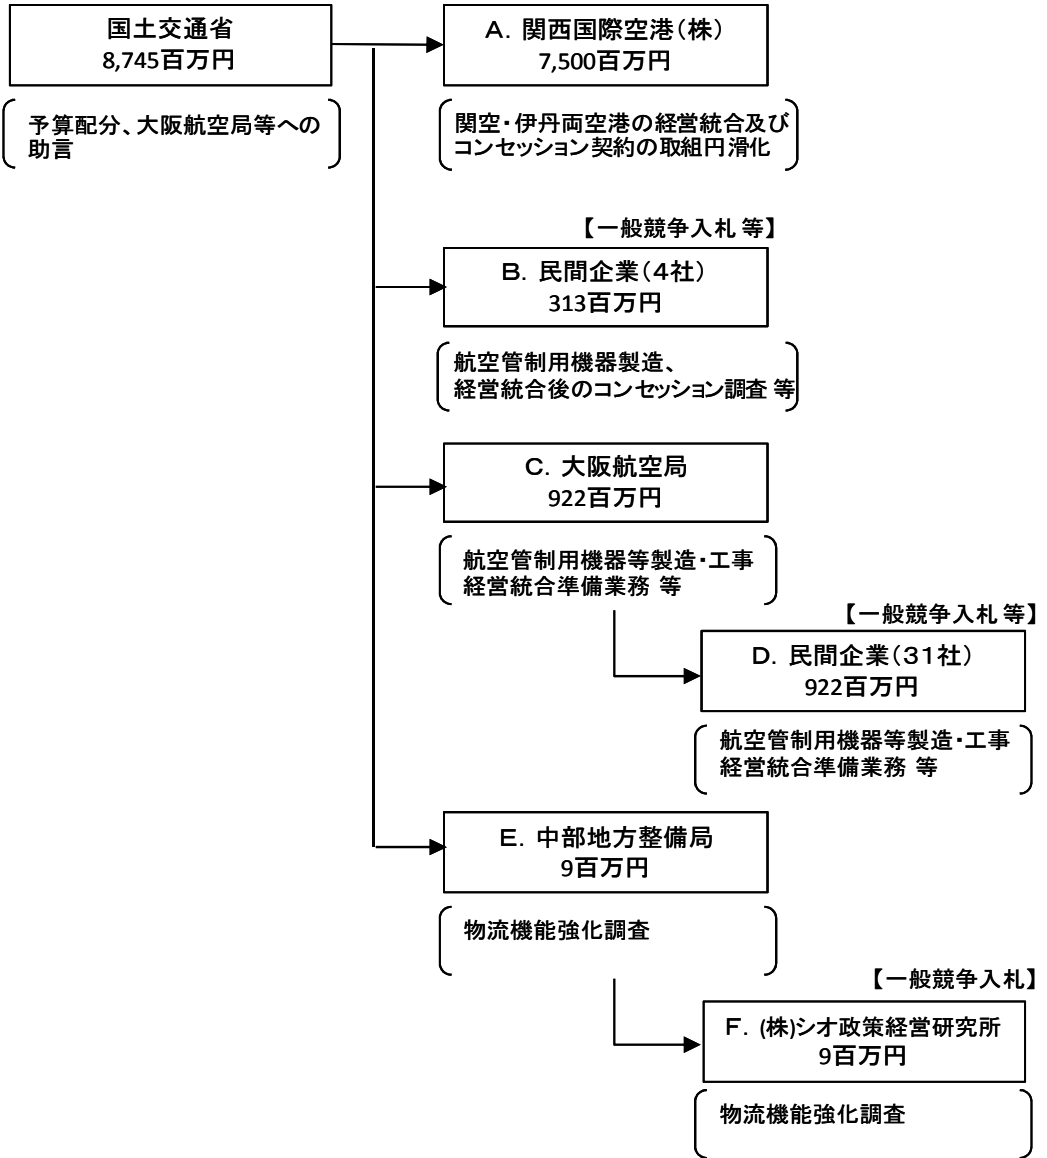 国土交通省
8,745百万円
予算配分、大阪航空局等への
助言
A. 関西国際空港(株)
7,500百万円
関空・伊丹両空港の経営統合及び
コンセッション契約の取組円滑化
【一般競争入札 等】
B. 民間企業(4社)
313百万円
航空管制用機器製造、
経営統合後のコンセッション調査 等
C. 大阪航空局
922百万円
航空管制用機器等製造・工事
経営統合準備業務 等
【一般競争入札 等】
D. 民間企業(31社)
922百万円
航空管制用機器等製造・工事
経営統合準備業務 等
E. 中部地方整備局
9百万円
物流機能強化調査
【一般競争入札】
F. (株)シオ政策経営研究所
9百万円
物流機能強化調査